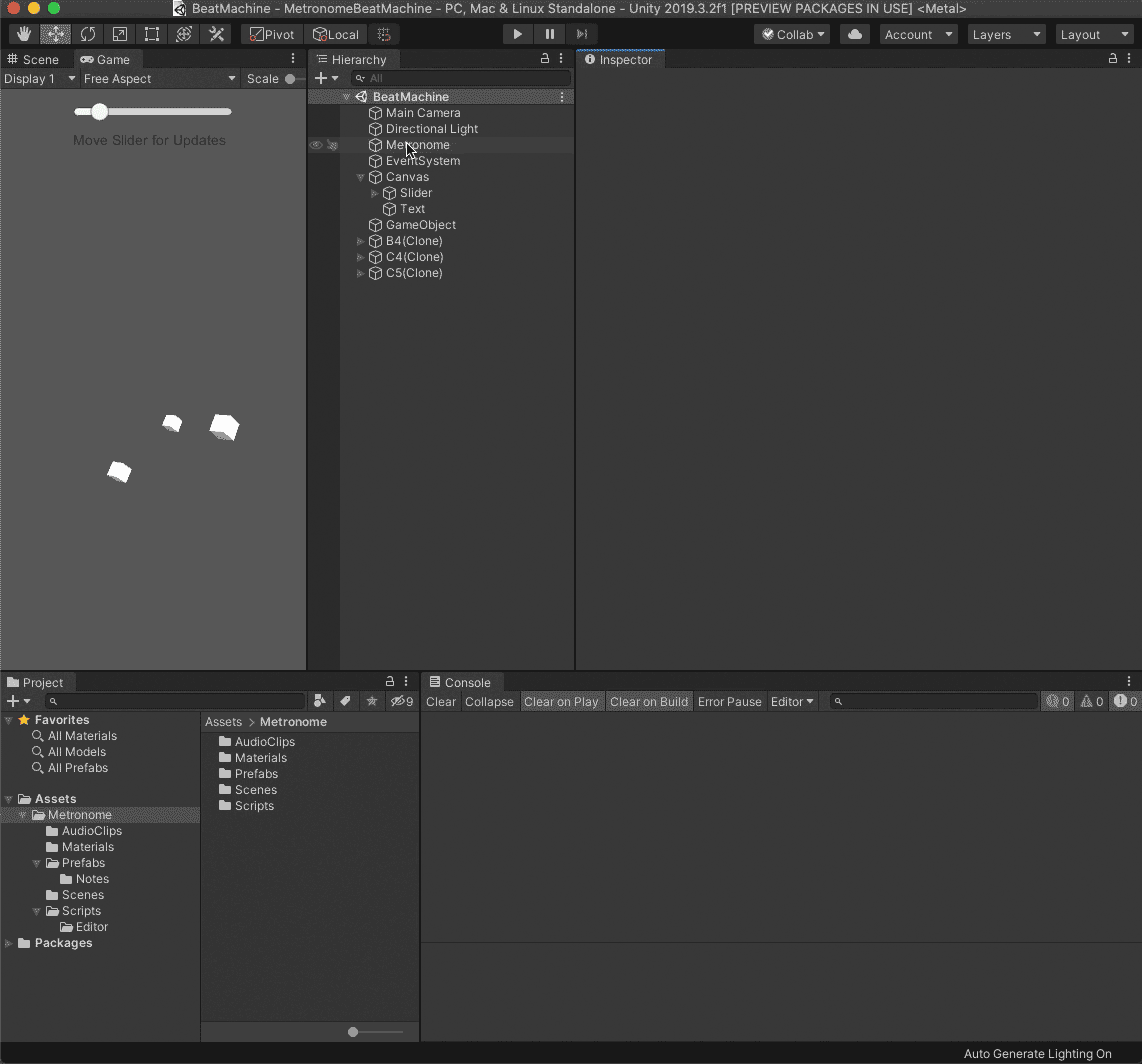 BeatMachine - MetronomeBeatMachine - PC, Mac & Linux Standalone - Unity 2019.3.2f1 [PREVIEW PACKAGES IN USE] <Metal>
Pivot Local Collab Account Layers Layout
Scene Game
Display 1 Free Aspect Scale
Move Slider for Updates
Hierarchy
All
BeatMachine
Main Camera
Directional Light
Metronome
EventSystem
Canvas
Slider
Text
GameObject
B4(Clone)
C4(Clone)
C5(Clone)
Inspector
Project
9
Favorites
All Materials
All Models
All Prefabs
Assets
Metronome
AudioClips
Materials
Prefabs
Notes
Scenes
Scripts
Editor
Packages
Assets > Metronome
AudioClips
Materials
Prefabs
Scenes
Scripts
Console
Clear Collapse Clear on Play Clear on Build Error Pause Editor 0 0 0
Auto Generate Lighting On